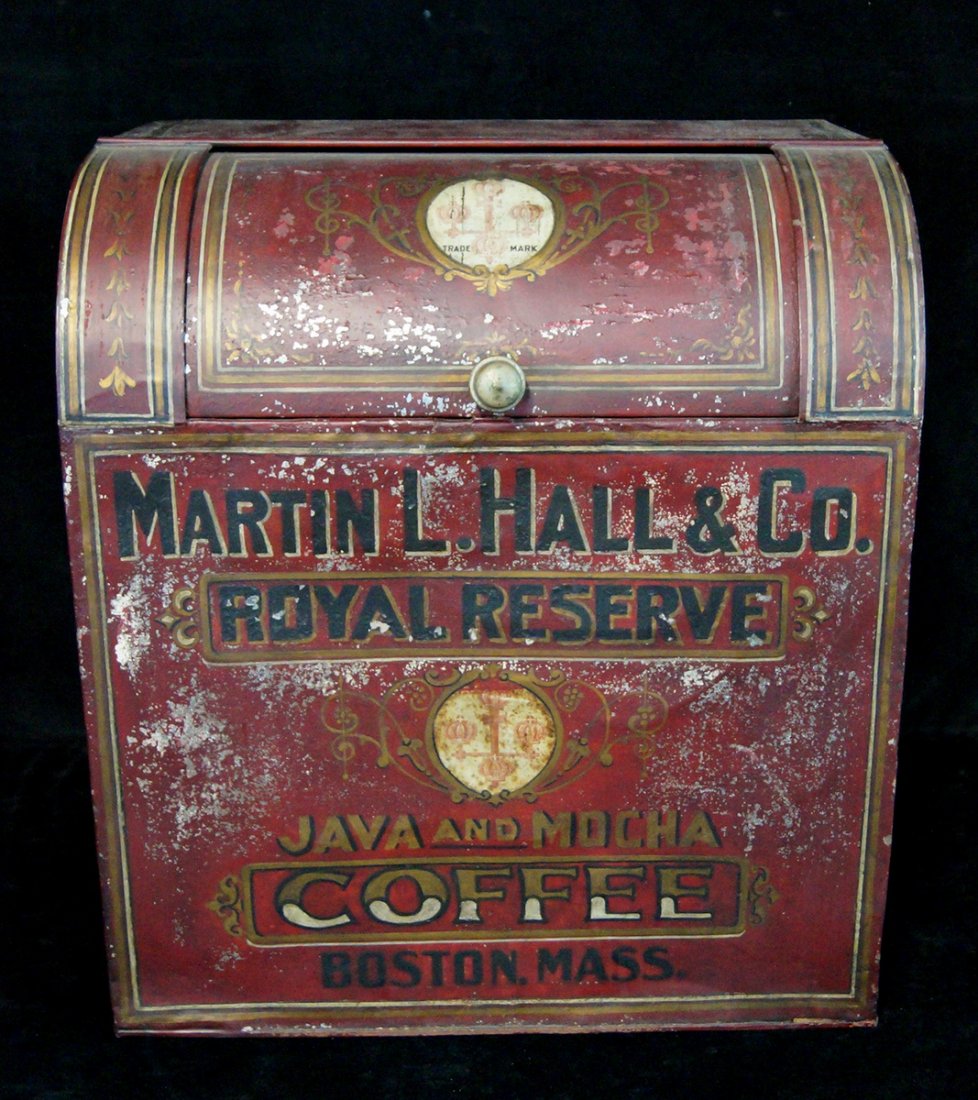 TRADE MARK
MARTIN L. HALL & CO.
ROYAL RESERVE
JAVA AND MOCHA
COFFEE
BOSTON. MASS.